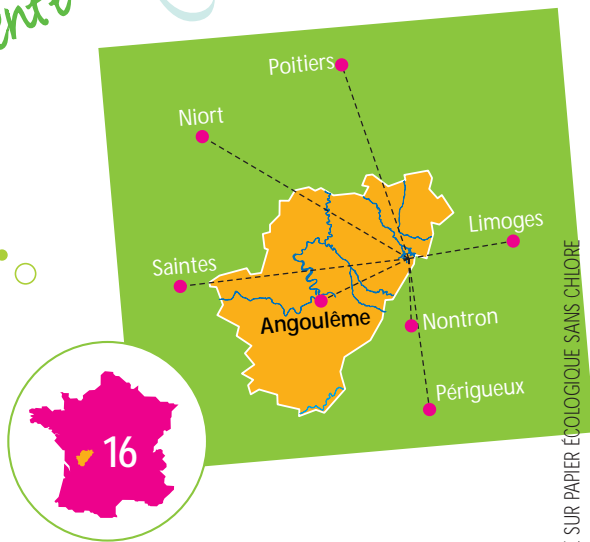 Poitiers
Niort
Limoges
Saintes
Angoulême
Nontron
Périgueux
16
SUR PAPIER ÉCOLOGIQUE SANS CHLORE